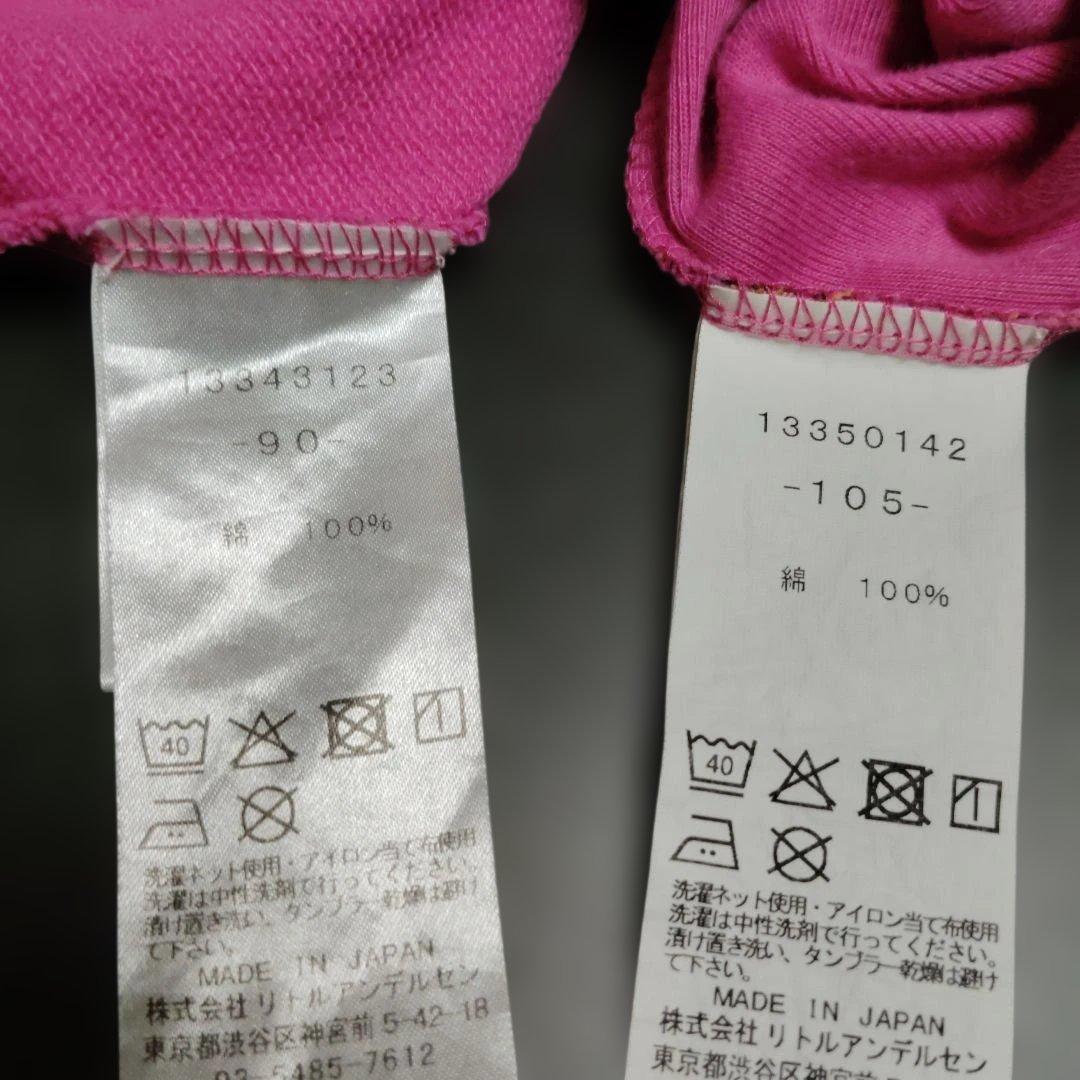 13343123
-90-
綿 100%
40
洗濯ネット使用・アイロン当て布使用
洗濯は中性洗剤で行ってください。
漬け置き洗い、タンブラー乾燥は避け
て下さい。
MADE IN JAPAN
株式会社リトルアンデルセン
東京都渋谷区神宮前5-42-18
03-5485-7612
13350142
-105-
綿 100%
40
洗濯ネット使用・アイロン当て布使用
洗濯は中性洗剤で行ってください。
漬け置き洗い、タンブラー乾燥は避け
て下さい。
MADE IN JAPAN
株式会社リトルアンデルセン
東京都渋谷区神宮前